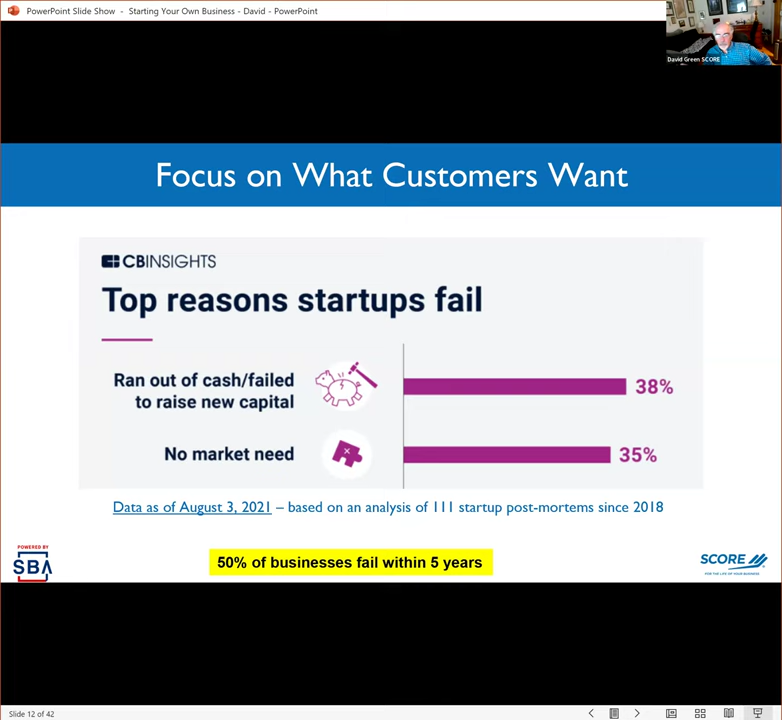 PowerPoint Slide Show - Starting Your Own Business - David - PowerPoint
David Green SCORE
Focus on What Customers Want
CBINSIGHTS
Top reasons startups fail
Ran out of cash/failed
to raise new capital
38%
No market need
35%
Data as of August 3, 2021 – based on an analysis of 111 startup post-mortems since 2018
POWERED BY
SBA
50% of businesses fail within 5 years
SCORE
FOR THE LIFE OF YOUR BUSINESS
Slide 12 of 42